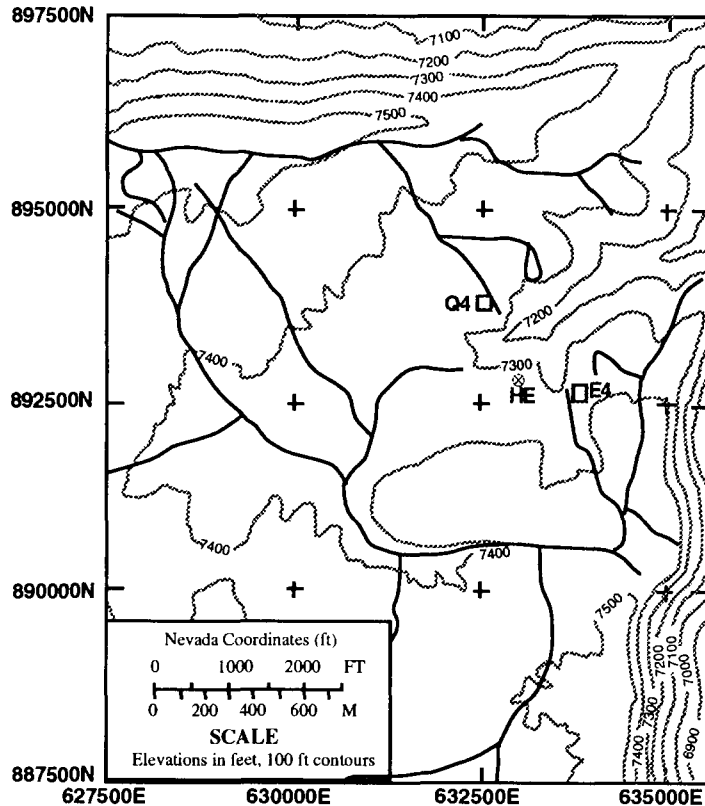 897500N
7100
7200
7300
7400
7500
895000N
Q4
7200
7400
7300
892500N
HE
E4
7400
7400
890000N
7500
Nevada Coordinates (ft)
0 1000 2000 FT
0 200 400 600 M
SCALE
Elevations in feet, 100 ft contours
7400
7300
7200
7100
7000
6900
887500N
627500E 630000E 632500E 635000E